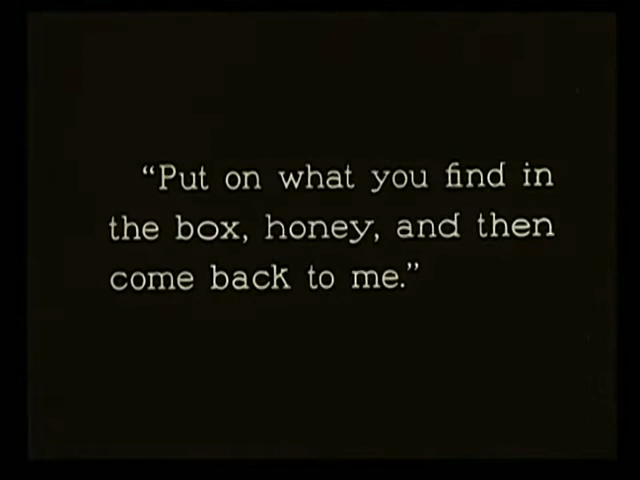 “Put on what you find in
the box, honey, and then
come back to me.”